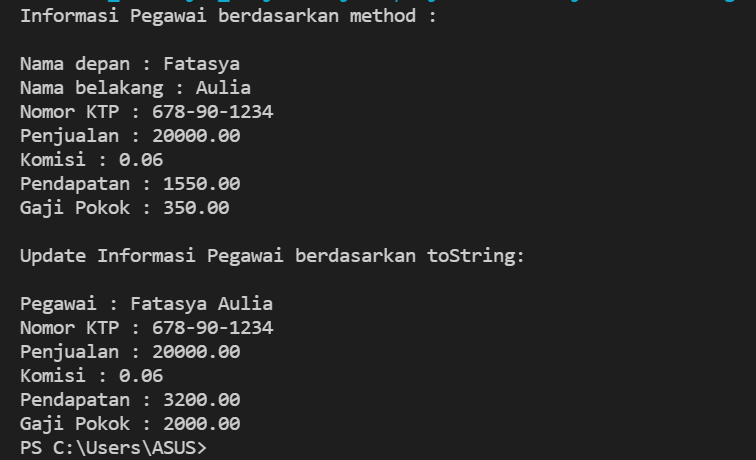 Informasi Pegawai berdasarkan method :
Nama depan : Fatasya
Nama belakang : Aulia
Nomor KTP : 678-90-1234
Penjualan : 20000.00
Komisi : 0.06
Pendapatan : 1550.00
Gaji Pokok : 350.00
Update Informasi Pegawai berdasarkan toString:
Pegawai : Fatasya Aulia
Nomor KTP : 678-90-1234
Penjualan : 20000.00
Komisi : 0.06
Pendapatan : 3200.00
Gaji Pokok : 2000.00
PS C:\Users\ASUS>